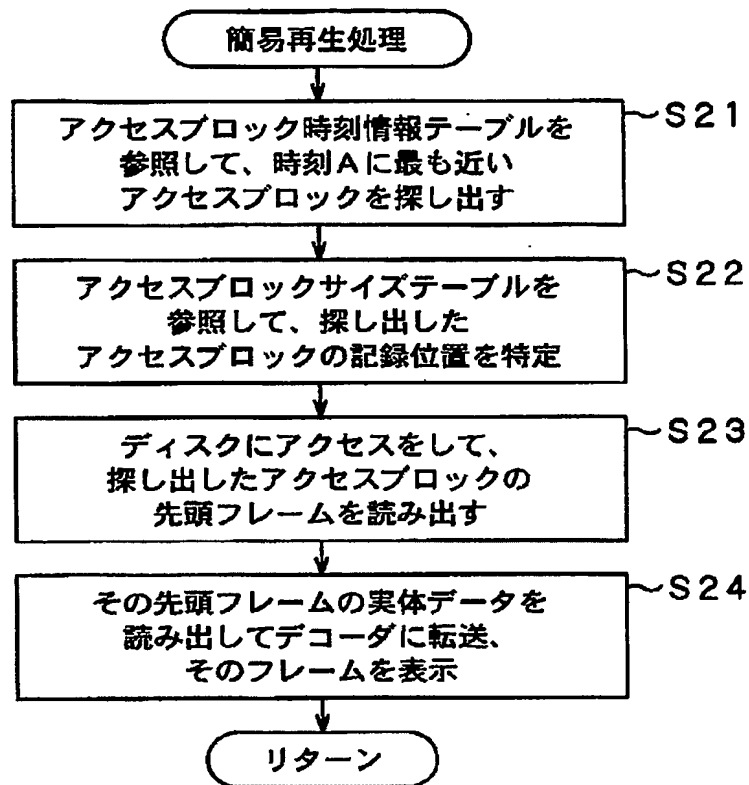 簡易再生処理
アクセスブロック時刻情報テーブルを
参照して、時刻Aに最も近い
アクセスブロックを探し出す
S21
アクセスブロックサイズテーブルを
参照して、探し出した
アクセスブロックの記録位置を特定
S22
ディスクにアクセスをして、
探し出したアクセスブロックの
先頭フレームを読み出す
S23
その先頭フレームの実体データを
読み出してデコーダに転送、
そのフレームを表示
S24
リターン